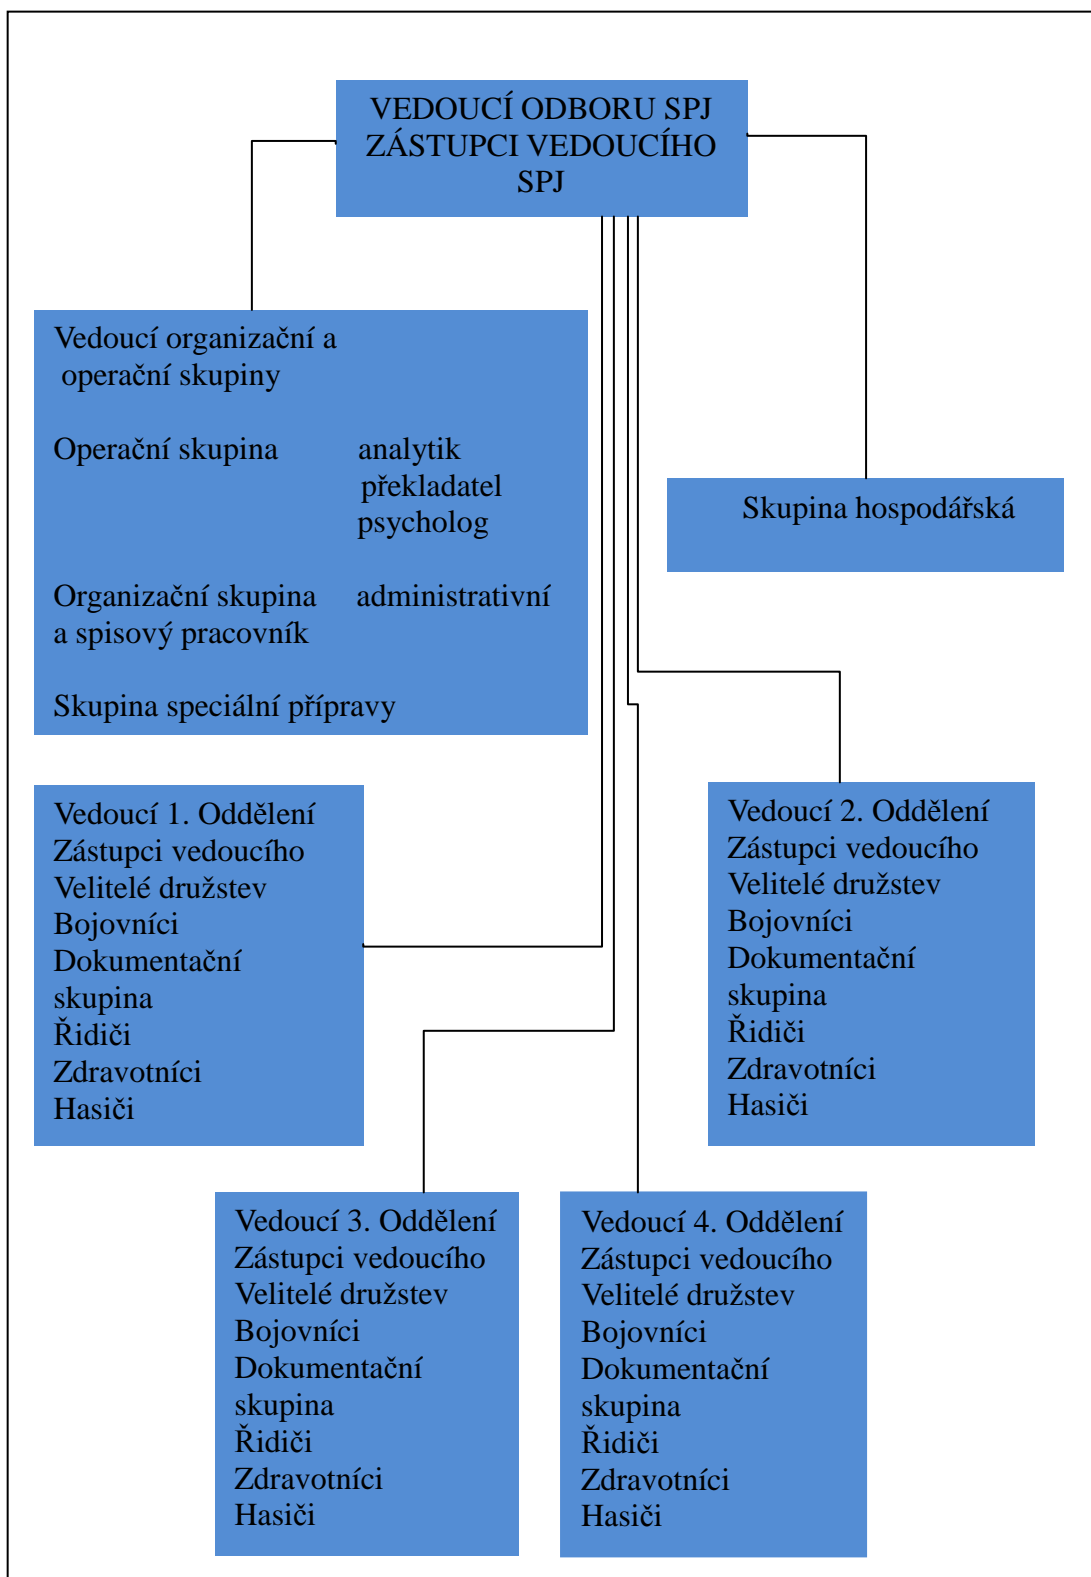 VEDOUCÍ ODBORU SPJ
ZÁSTUPCI VEDOUCÍHO
SPJ
Vedoucí organizační a
operační skupiny
Operační skupina analytik
překladatel
psycholog
Organizační skupina administrativní
a spisový pracovník
Skupina speciální přípravy
Skupina hospodářská
Vedoucí 1. Oddělení
Zástupci vedoucího
Velitelé družstev
Bojovníci
Dokumentační
skupina
Řidiči
Zdravotníci
Hasiči
Vedoucí 2. Oddělení
Zástupci vedoucího
Velitelé družstev
Bojovníci
Dokumentační
skupina
Řidiči
Zdravotníci
Hasiči
Vedoucí 3. Oddělení
Zástupci vedoucího
Velitelé družstev
Bojovníci
Dokumentační
skupina
Řidiči
Zdravotníci
Hasiči
Vedoucí 4. Oddělení
Zástupci vedoucího
Velitelé družstev
Bojovníci
Dokumentační
skupina
Řidiči
Zdravotníci
Hasiči